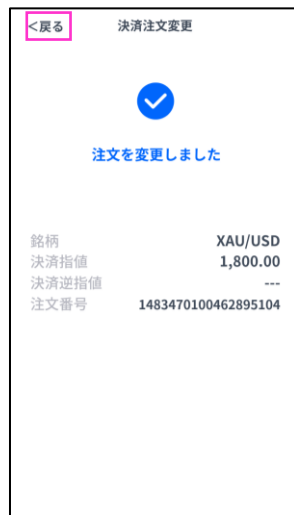 <戻る 決済注文変更
注文を変更しました
銘柄 XAU/USD
決済指値 1,800.00
決済逆指値 ---
注文番号 1483470100462895104